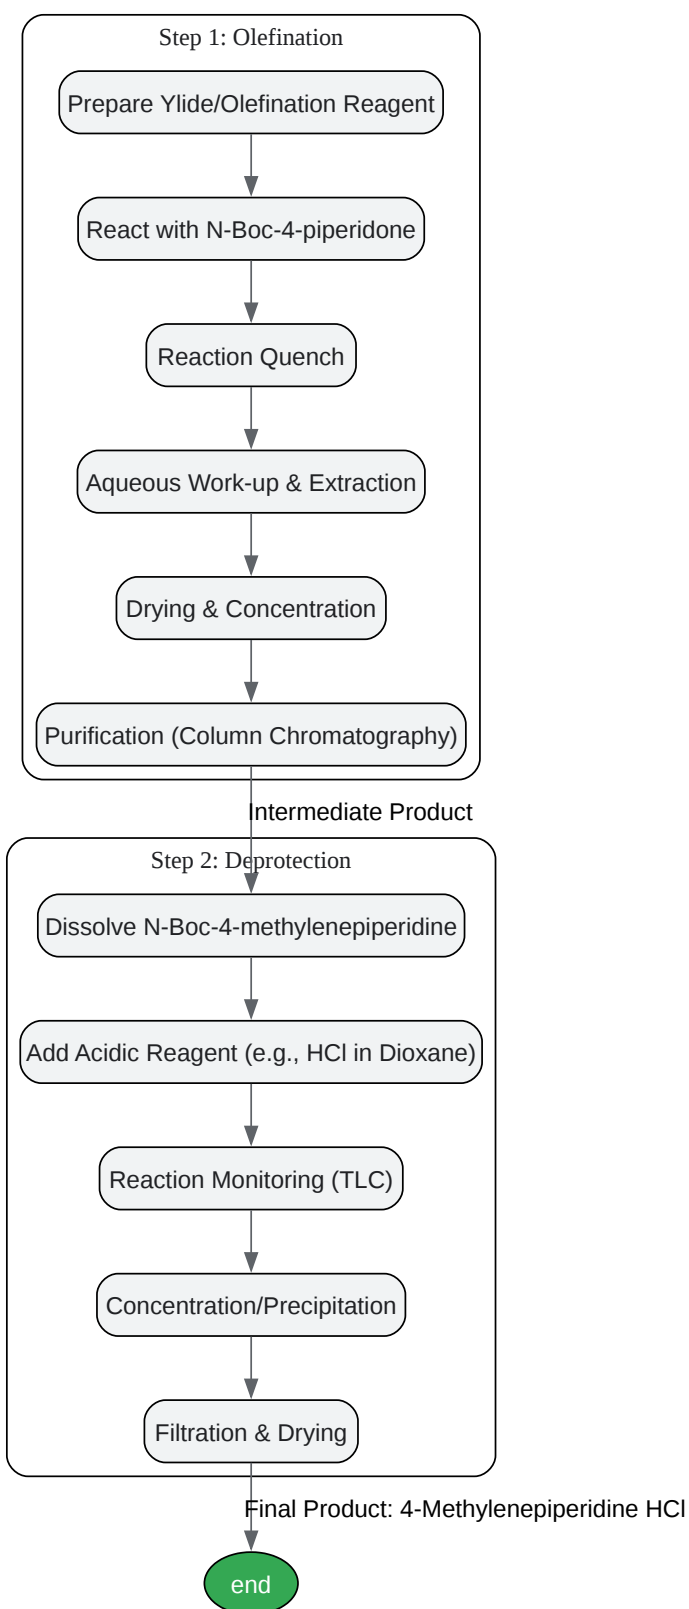 Step 1: Olefination
Prepare Ylide/Olefination Reagent
React with N-Boc-4-piperidone
Reaction Quench
Aqueous Work-up & Extraction
Drying & Concentration
Purification (Column Chromatography)
Intermediate Product
Step 2: Deprotection
Dissolve N-Boc-4-methylenepiperidine
Add Acidic Reagent (e.g., HCl in Dioxane)
Reaction Monitoring (TLC)
Concentration/Precipitation
Filtration & Drying
Final Product: 4-Methylenepiperidine HCl
end